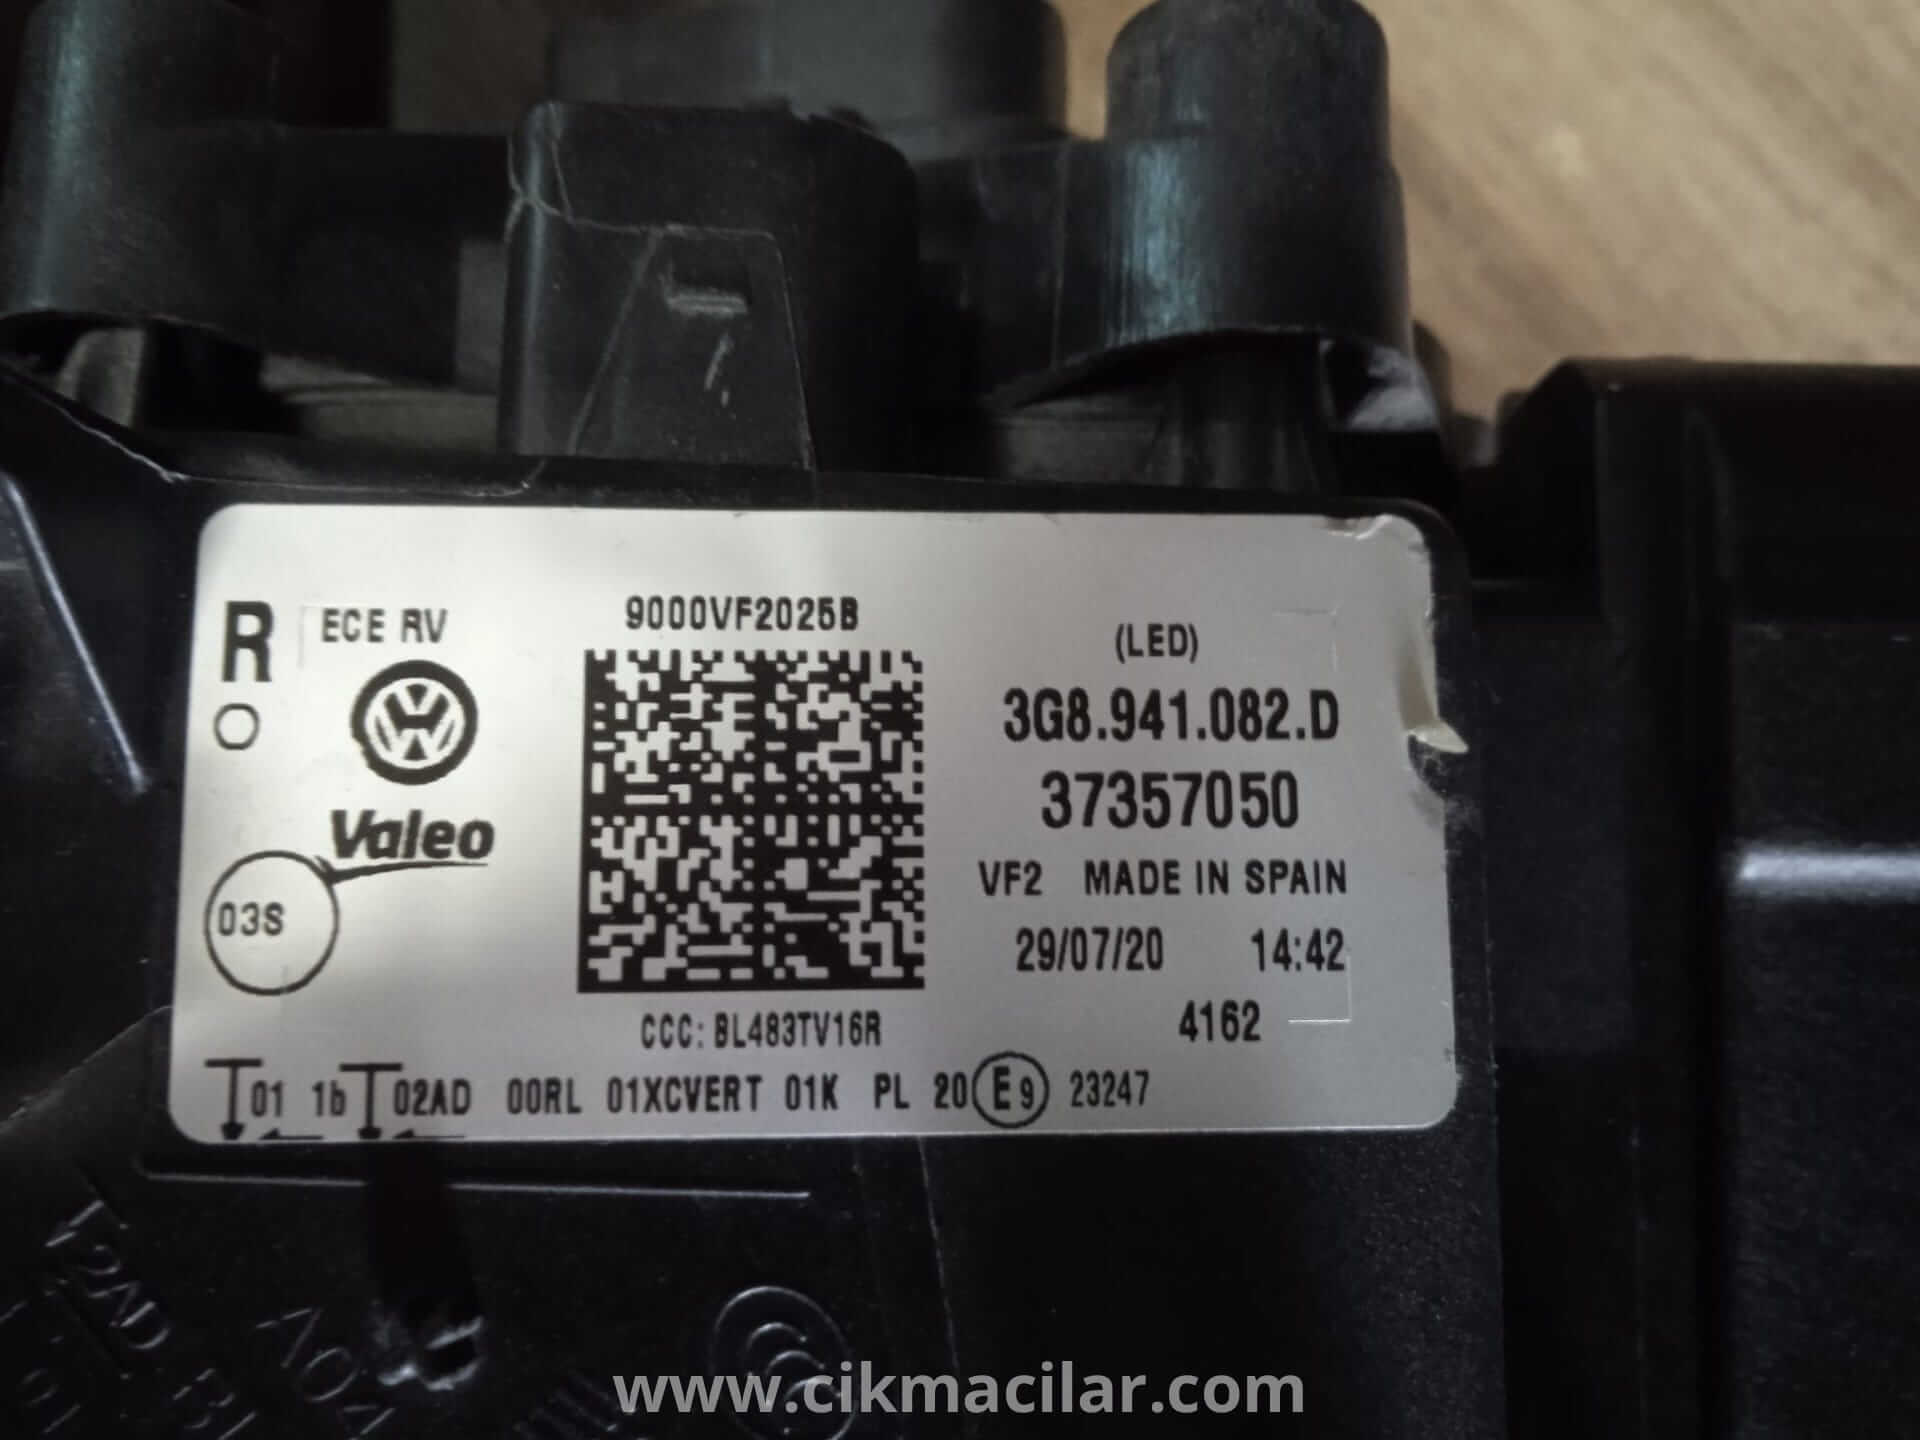 R
ECE RV
Valeo
03S
9000VF2025B
CCC: BL483TV16R
(LED)
3G8.941.082.D
37357050
VF2 MADE IN SPAIN
29/07/20 14:42
4162
01 1b 02AD 00RL 01XCVERT 01K PL 20 E9 23247
www.cikmacilar.com